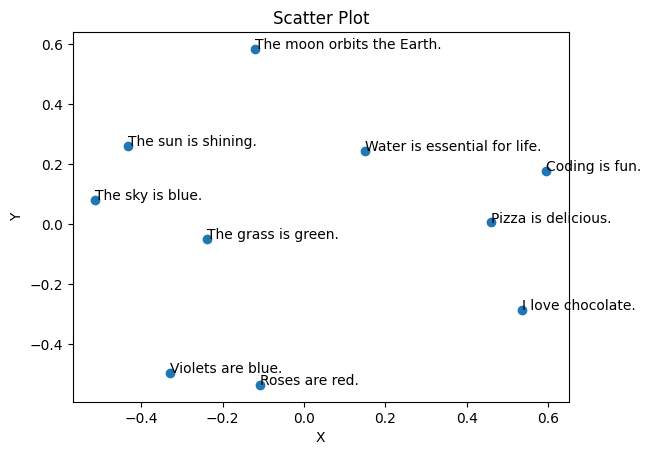 Scatter Plot
The moon orbits the Earth.
The sun is shining.
Water is essential for life.
Coding is fun.
The sky is blue.
Pizza is delicious.
The grass is green.
I love chocolate.
Violets are blue.
Roses are red.
0.6
0.4
0.2
0.0
−0.2
−0.4
Y
−0.4
−0.2
0.0
0.2
0.4
0.6
X